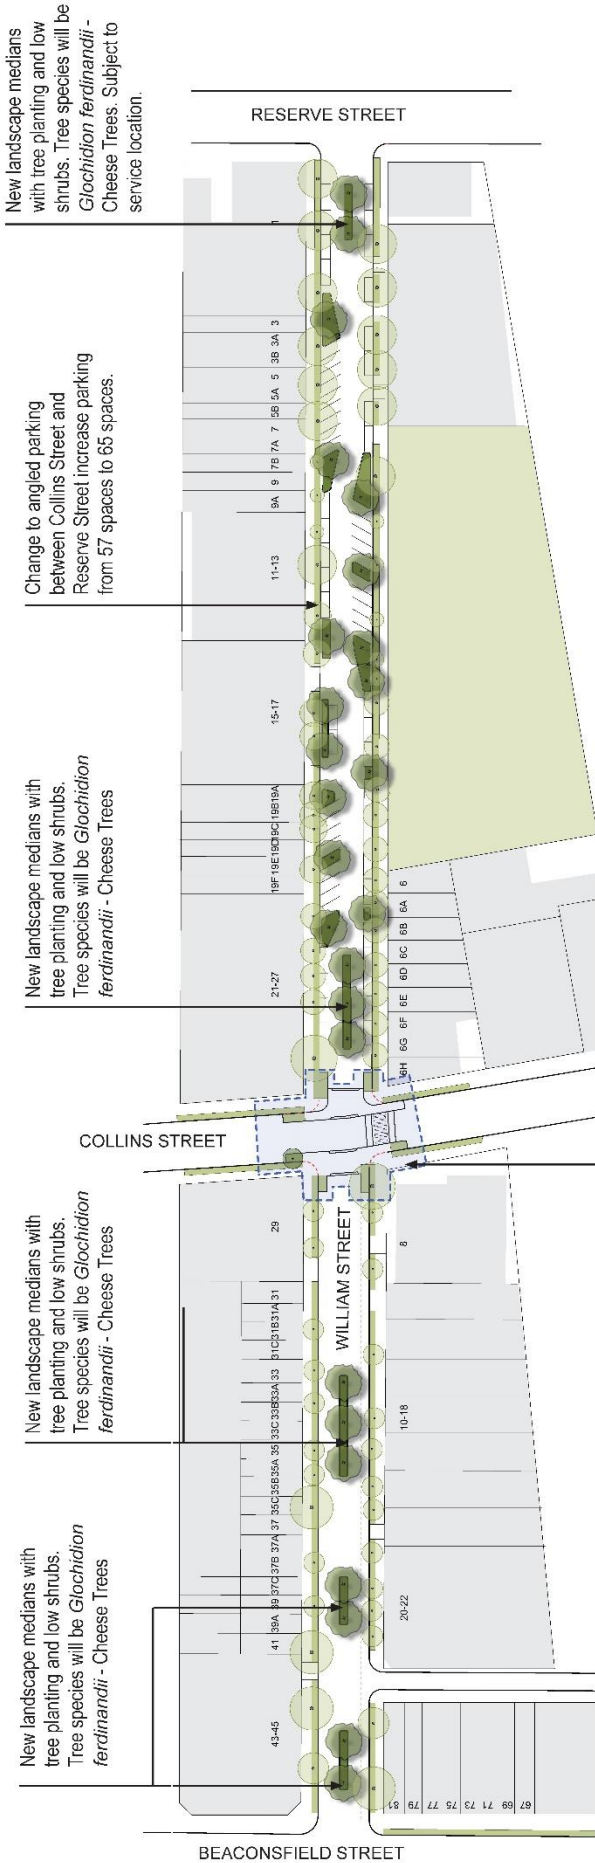 New landscape medians
with tree planting and low
shrubs. Tree species will be
Glochidion ferdinandii -
Cheese Trees. Subject to
service location.
RESERVE STREET
Change to angled parking
between Collins Street and
Reserve Street increase parking
from 57 spaces to 65 spaces.
1
3
3A
3B
5
5A
5B
7
7A
7B
9
9A
11-13
15-17
New landscape medians with
tree planting and low shrubs.
Tree species will be Glochidion
ferdinandii - Cheese Trees
19A
19B
19C
19D
19E
19F
21-27
6
6A
6B
6C
6D
6E
6F
6G
6H
COLLINS STREET
WILLIAM STREET
New landscape medians with
tree planting and low shrubs.
Tree species will be Glochidion
ferdinandii - Cheese Trees
29
31
31A
31B
31C
33
33A
33B
33C
35
35A
35B
35C
37
37A
37B
37C
39
39A
41
43-45
8
10-18
20-22
New landscape medians with
tree planting and low shrubs.
Tree species will be Glochidion
ferdinandii - Cheese Trees
81
79
77
75
73
71
69
67
BEACONSFIELD STREET